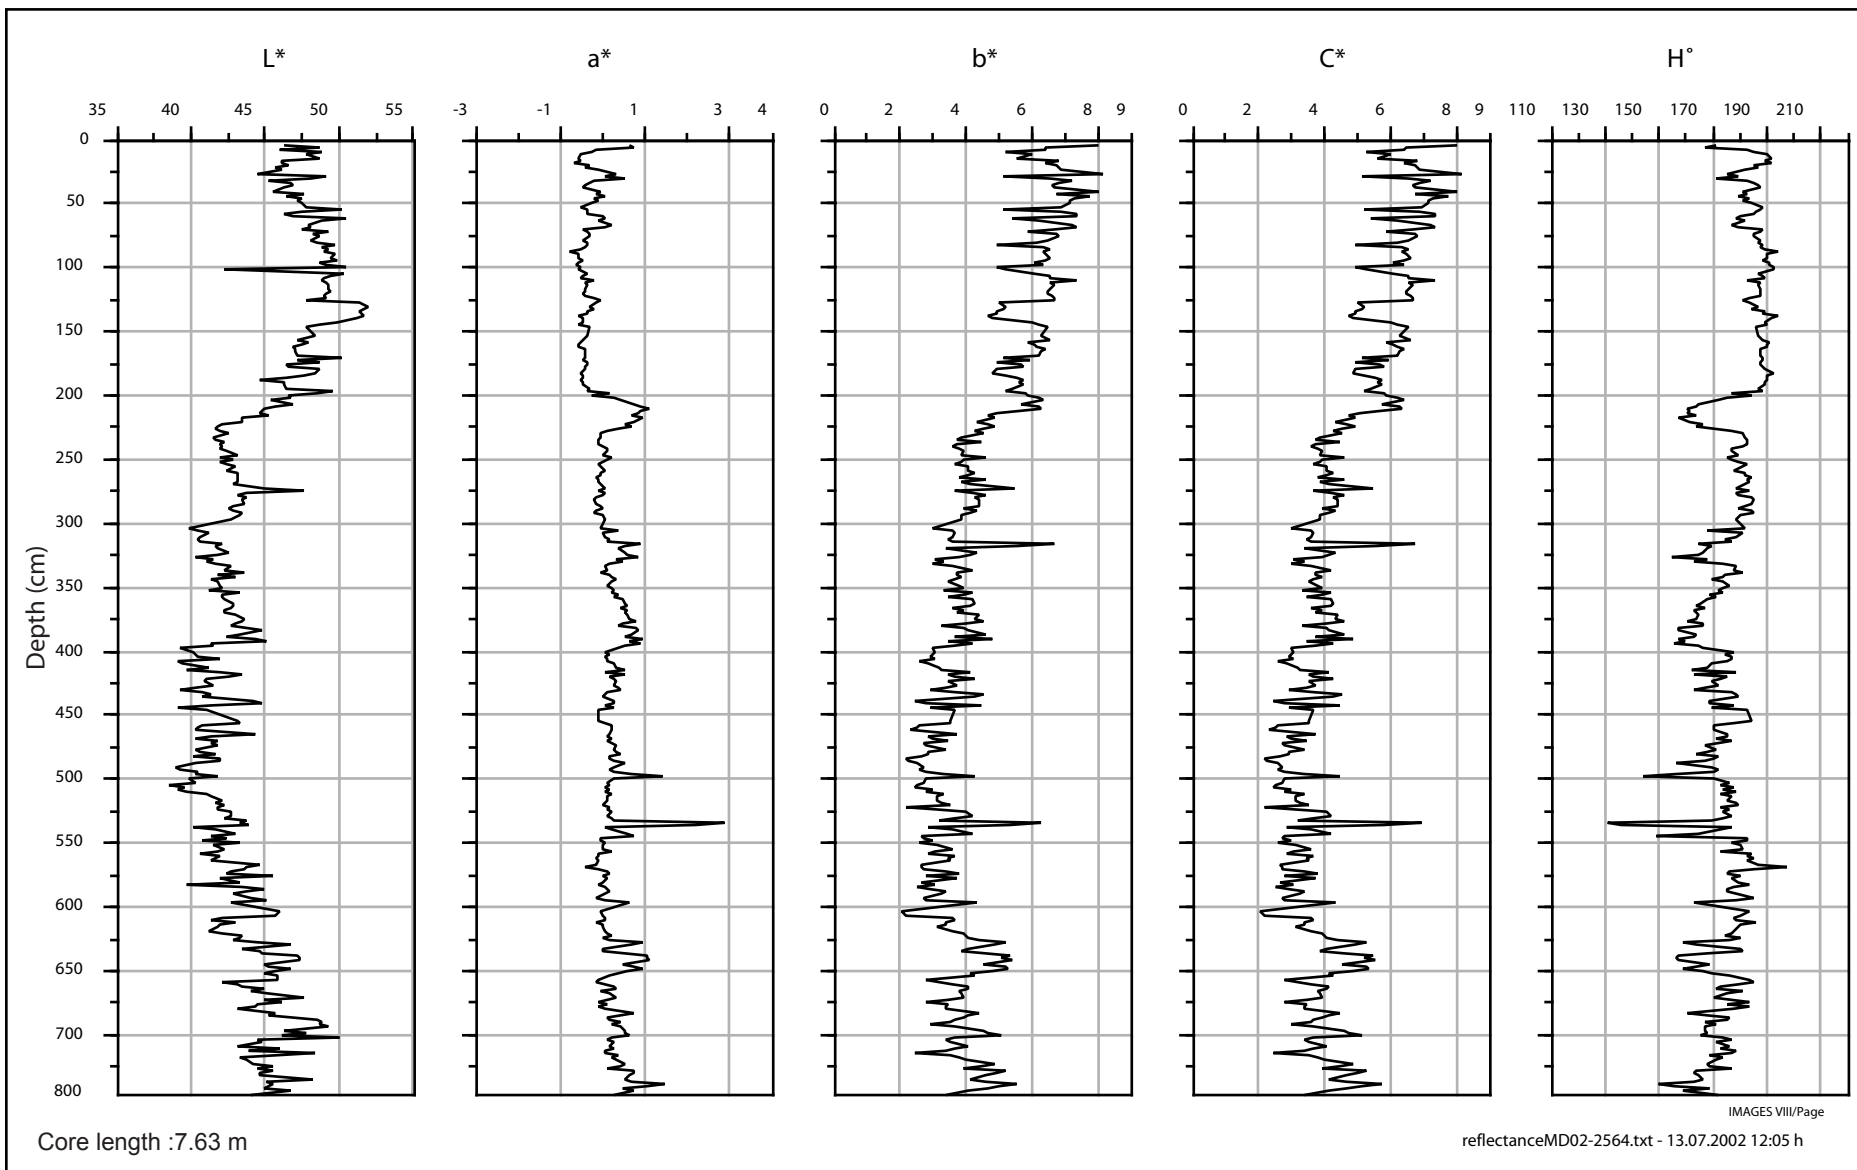 L* a* b* C* H°
35 40 45 50 55 -3 -1 1 3 4 0 2 4 6 8 9 0 2 4 6 8 9 110 130 150 170 190 210
0
50
100
150
200
250
300
350
400
450
500
550
600
650
700
800
Depth (cm)
IMAGES VIII/Page
Core length :7.63 m
reflectanceMD02-2564.txt - 13.07.2002 12:05 h